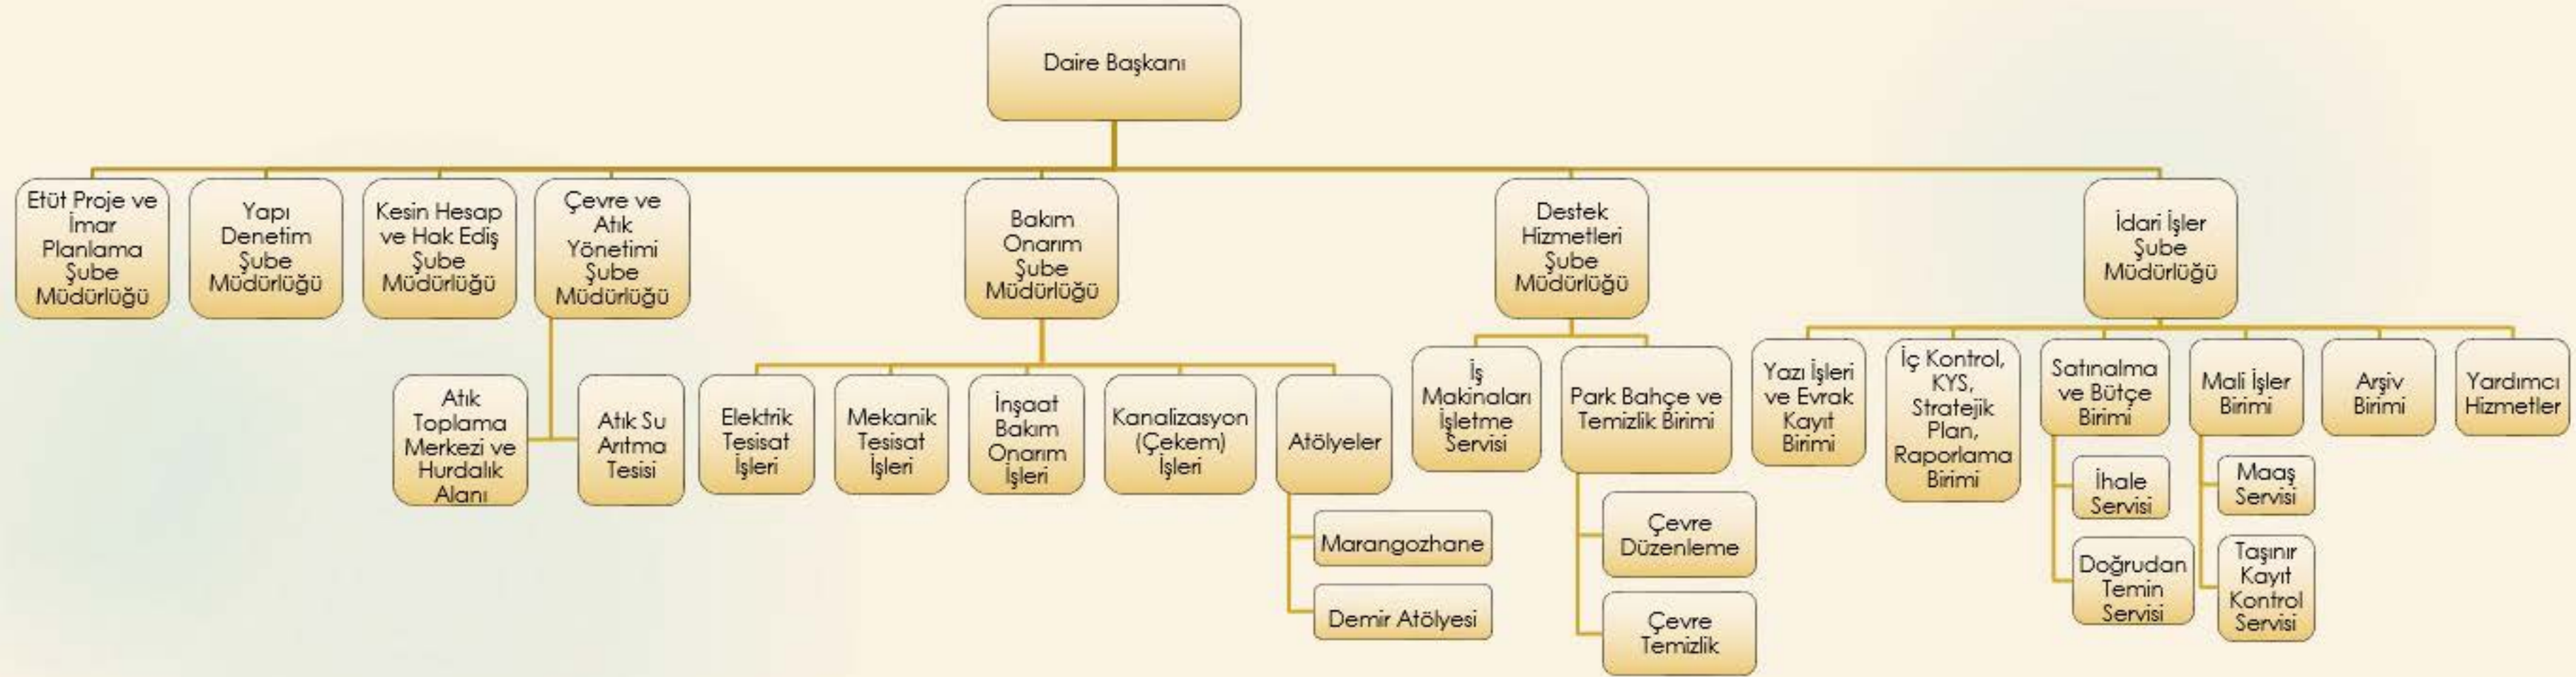 Daire Başkanı
Etüt Proje ve
İmar
Planlama
Şube
Müdürlüğü
Yapı
Denetim
Şube
Müdürlüğü
Kesin Hesap
ve Hak Ediş
Şube
Müdürlüğü
Çevre ve
Atık
Yönetimi
Şube
Müdürlüğü
Bakım
Onarım
Şube
Müdürlüğü
Destek
Hizmetleri
Şube
Müdürlüğü
İdari İşler
Şube
Müdürlüğü
Atık
Toplama
Merkezi ve
Hurdalık
Alanı
Atık Su
Arıtma
Tesisi
Elektrik
Tesisat
İşleri
Mekanik
Tesisat
İşleri
İnşaat
Bakım
Onarım
İşleri
Kanalizasyon
(Çekem)
İşleri
Atölyeler
Marangozhane
Demir Atölyesi
İş
Makinaları
İşletme
Servisi
Park Bahçe ve
Temizlik Birimi
Çevre
Düzenleme
Çevre
Temizlik
Yazı İşleri
ve Evrak
Kayıt
Birimi
İç Kontrol,
KYS,
Stratejik
Plan,
Raporlama
Birimi
Satınalma
ve Bütçe
Birimi
İhale
Servisi
Doğrudan
Temin
Servisi
Mali İşler
Birimi
Maaş
Servisi
Taşınır
Kayıt
Kontrol
Servisi
Arşiv
Birimi
Yardımcı
Hizmetler